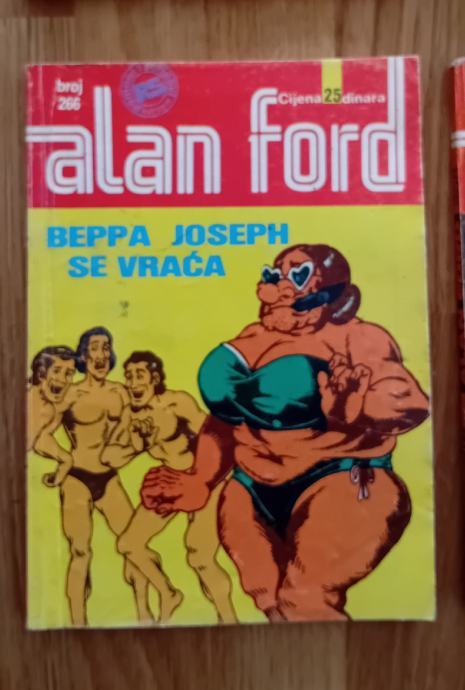 broj
266
Cijena 25 dinara
alan ford
BEPPA JOSEPH
SE VRAĆA